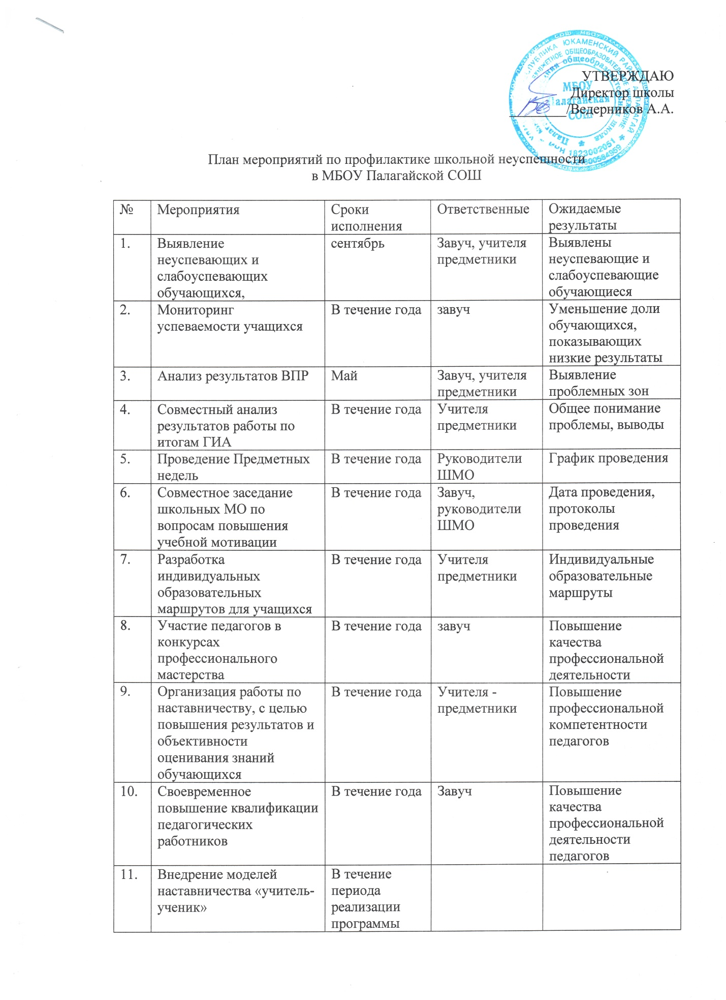 УТВЕРЖДАЮ
Директор школы
________/Ведерников А.А.
МБОУ
Палагайская
СОШ
План мероприятий по профилактике школьной неуспешности
в МБОУ Палагайской СОШ
№
Мероприятия
Сроки
исполнения
Ответственные
Ожидаемые
результаты
1.
Выявление
неуспевающих и
слабоуспевающих
обучающихся,
сентябрь
Завуч, учителя
предметники
Выявлены
неуспевающие и
слабоуспевающие
обучающиеся
2.
Мониторинг
успеваемости учащихся
В течение года
завуч
Уменьшение доли
обучающихся,
показывающих
низкие результаты
3.
Анализ результатов ВПР
Май
Завуч, учителя
предметники
Выявление
проблемных зон
4.
Совместный анализ
результатов работы по
итогам ГИА
В течение года
Учителя
предметники
Общее понимание
проблемы, выводы
5.
Проведение Предметных
недель
В течение года
Руководители
ШМО
График проведения
6.
Совместное заседание
школьных МО по
вопросам повышения
учебной мотивации
В течение года
Завуч,
руководители
ШМО
Дата проведения,
протоколы
проведения
7.
Разработка
индивидуальных
образовательных
маршрутов для учащихся
В течение года
Учителя
предметники
Индивидуальные
образовательные
маршруты
8.
Участие педагогов в
конкурсах
профессионального
мастерства
В течение года
завуч
Повышение
качества
профессиональной
деятельности
9.
Организация работы по
наставничеству, с целью
повышения результатов и
объективности
оценивания знаний
обучающихся
В течение года
Учителя -
предметники
Повышение
профессиональной
компетентности
педагогов
10.
Своевременное
повышение квалификации
педагогических
работников
В течение года
Завуч
Повышение
качества
профессиональной
деятельности
педагогов
11.
Внедрение моделей
наставничества «учитель-
ученик»
В течение
периода
реализации
программы